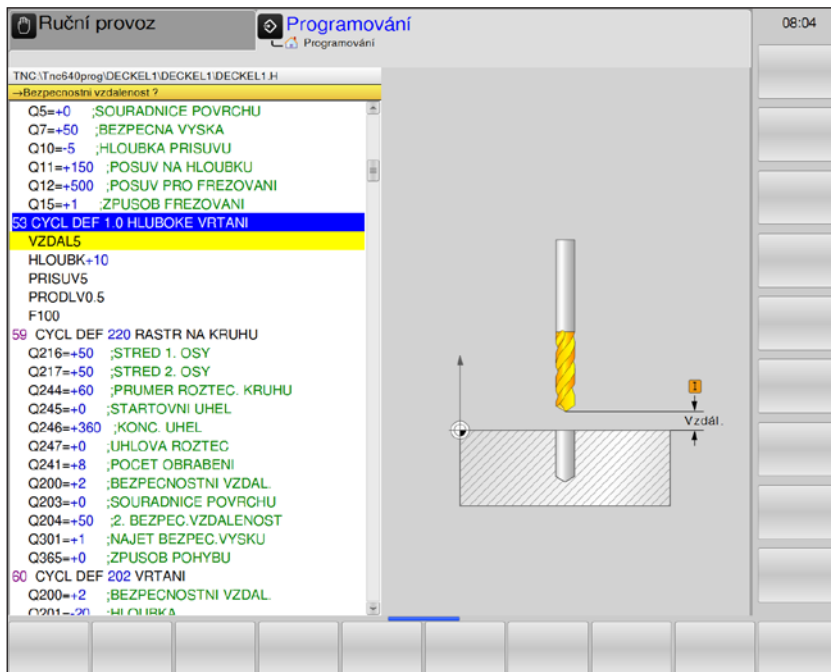 Ruční provoz
Programování
Programování
08:04
TNC:\Tnc640prog\DECKEL1\DECKEL1\DECKEL1.H
→Bezpecnostni vzdalenost ?
Q5=+0 ;SOURADNICE POVRCHU
Q7=+50 ;BEZPECNA VYSKA
Q10=-5 ;HLOUBKA PRISUVU
Q11=+150 ;POSUV NA HLOUBKU
Q12=+500 ;POSUV PRO FREZOVANI
Q15=+1 ;ZPUSOB FREZOVANI
53 CYCL DEF 1.0 HLUBOKE VRTANI
VZDAL5
HLOUBK+10
PRISUV5
PRODLV0.5
F100
59 CYCL DEF 220 RASTR NA KRUHU
Q216=+50 ;STRED 1. OSY
Q217=+50 ;STRED 2. OSY
Q244=+60 ;PRUMER ROZTEC. KRUHU
Q245=+0 ;STARTOVNI UHEL
Q246=+360 ;KONC. UHEL
Q247=+0 ;UHLOVA ROZTEC
Q241=+8 ;POCET OBRABENI
Q200=+2 ;BEZPECNOSTNI VZDAL.
Q203=+0 ;SOURADNICE POVRCHU
Q204=+50 ;2. BEZPEC.VZDALENOST
Q301=+1 ;NAJET BEZPEC.VYSKU
Q365=+0 ;ZPUSOB POHYBU
60 CYCL DEF 202 VRTANI
Q200=+2 ;BEZPECNOSTNI VZDAL.
Q201=-20 ;HLOUBKA
Vzdál.